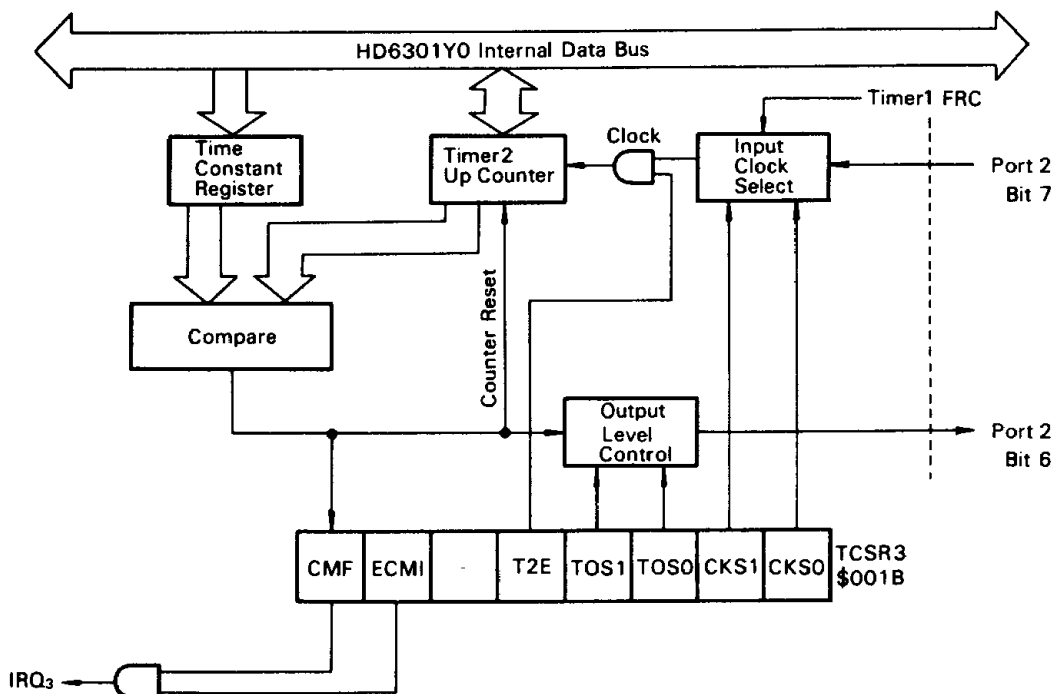 HD6301Y0 Internal Data Bus
Timer1 FRC
Time
Constant
Register
Timer2
Up Counter
Clock
Input
Clock
Select
Port 2
Bit 7
Compare
Counter Reset
Output
Level
Control
Port 2
Bit 6
CMF ECMI - T2E TOS1 TOS0 CKS1 CKS0
TCSR3
$001B
IRQ₃